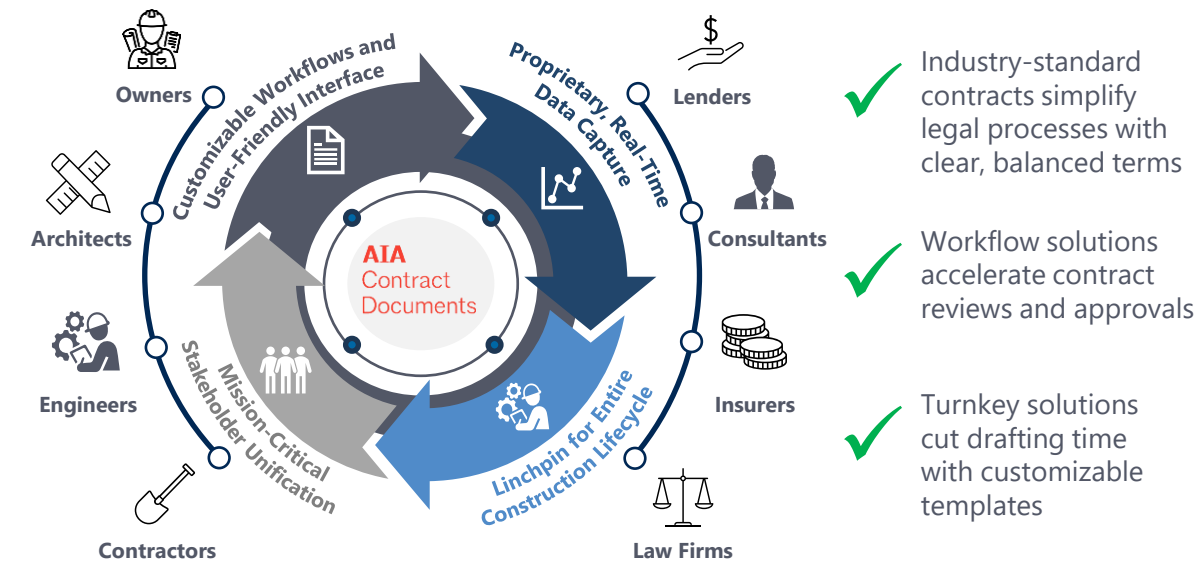 Owners
Architects
Engineers
Contractors
Customizable Workflows and
User-Friendly Interface
Proprietary, Real-Time
Data Capture
AIA
Contract
Documents
Mission-Critical
Stakeholder Unification
Linchpin for Entire
Construction Lifecycle
$
Lenders
Consultants
Insurers
Law Firms
Industry-standard
contracts simplify
legal processes with
clear, balanced terms
Workflow solutions
accelerate contract
reviews and approvals
Turnkey solutions
cut drafting time
with customizable
templates